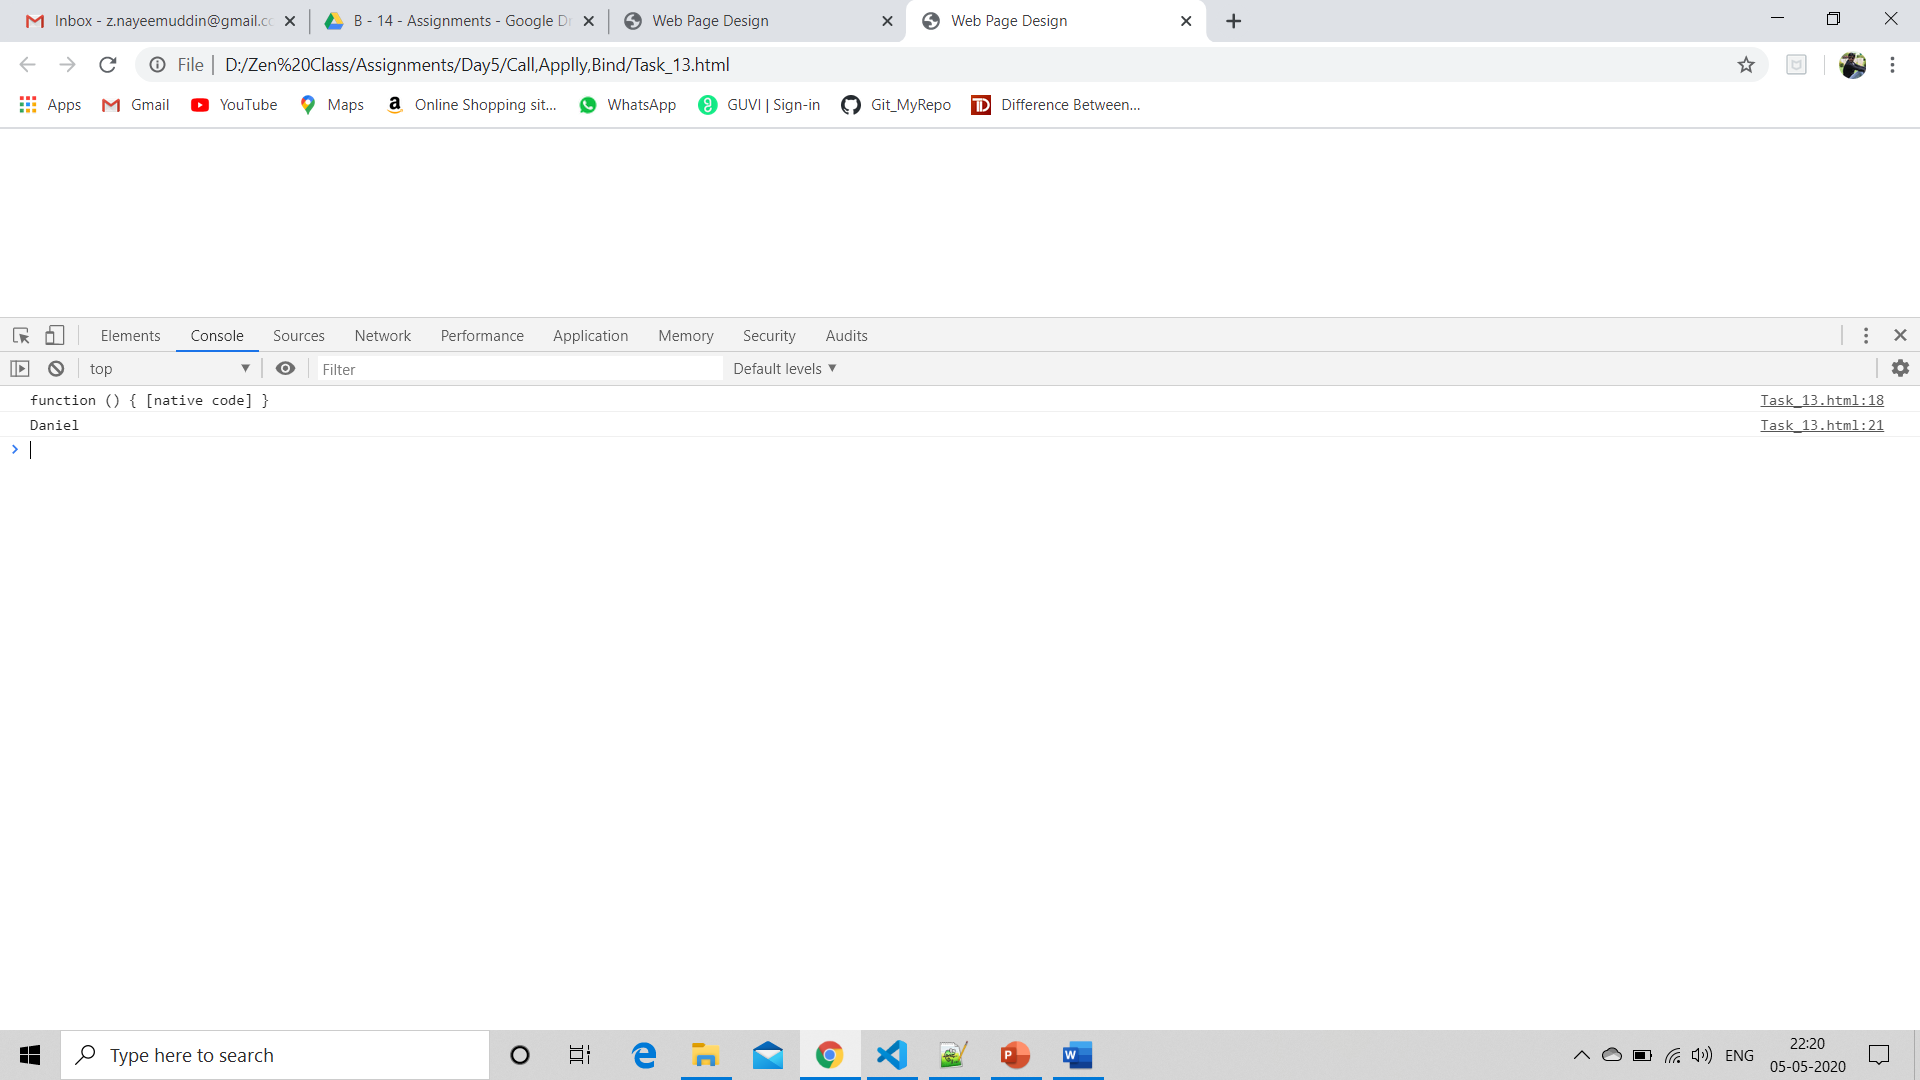 Inbox - z.nayeemuddin@gmail.co
B - 14 - Assignments - Google Dr
Web Page Design
Web Page Design
File | D:/Zen%20Class/Assignments/Day5/Call,Applly,Bind/Task_13.html
Apps Gmail YouTube Maps Online Shopping sit... WhatsApp GUVI | Sign-in Git_MyRepo Difference Between...
Elements Console Sources Network Performance Application Memory Security Audits
top Filter Default levels ▼
function () { [native code] } Task_13.html:18
Daniel Task_13.html:21
Type here to search
ENG
22:20
05-05-2020